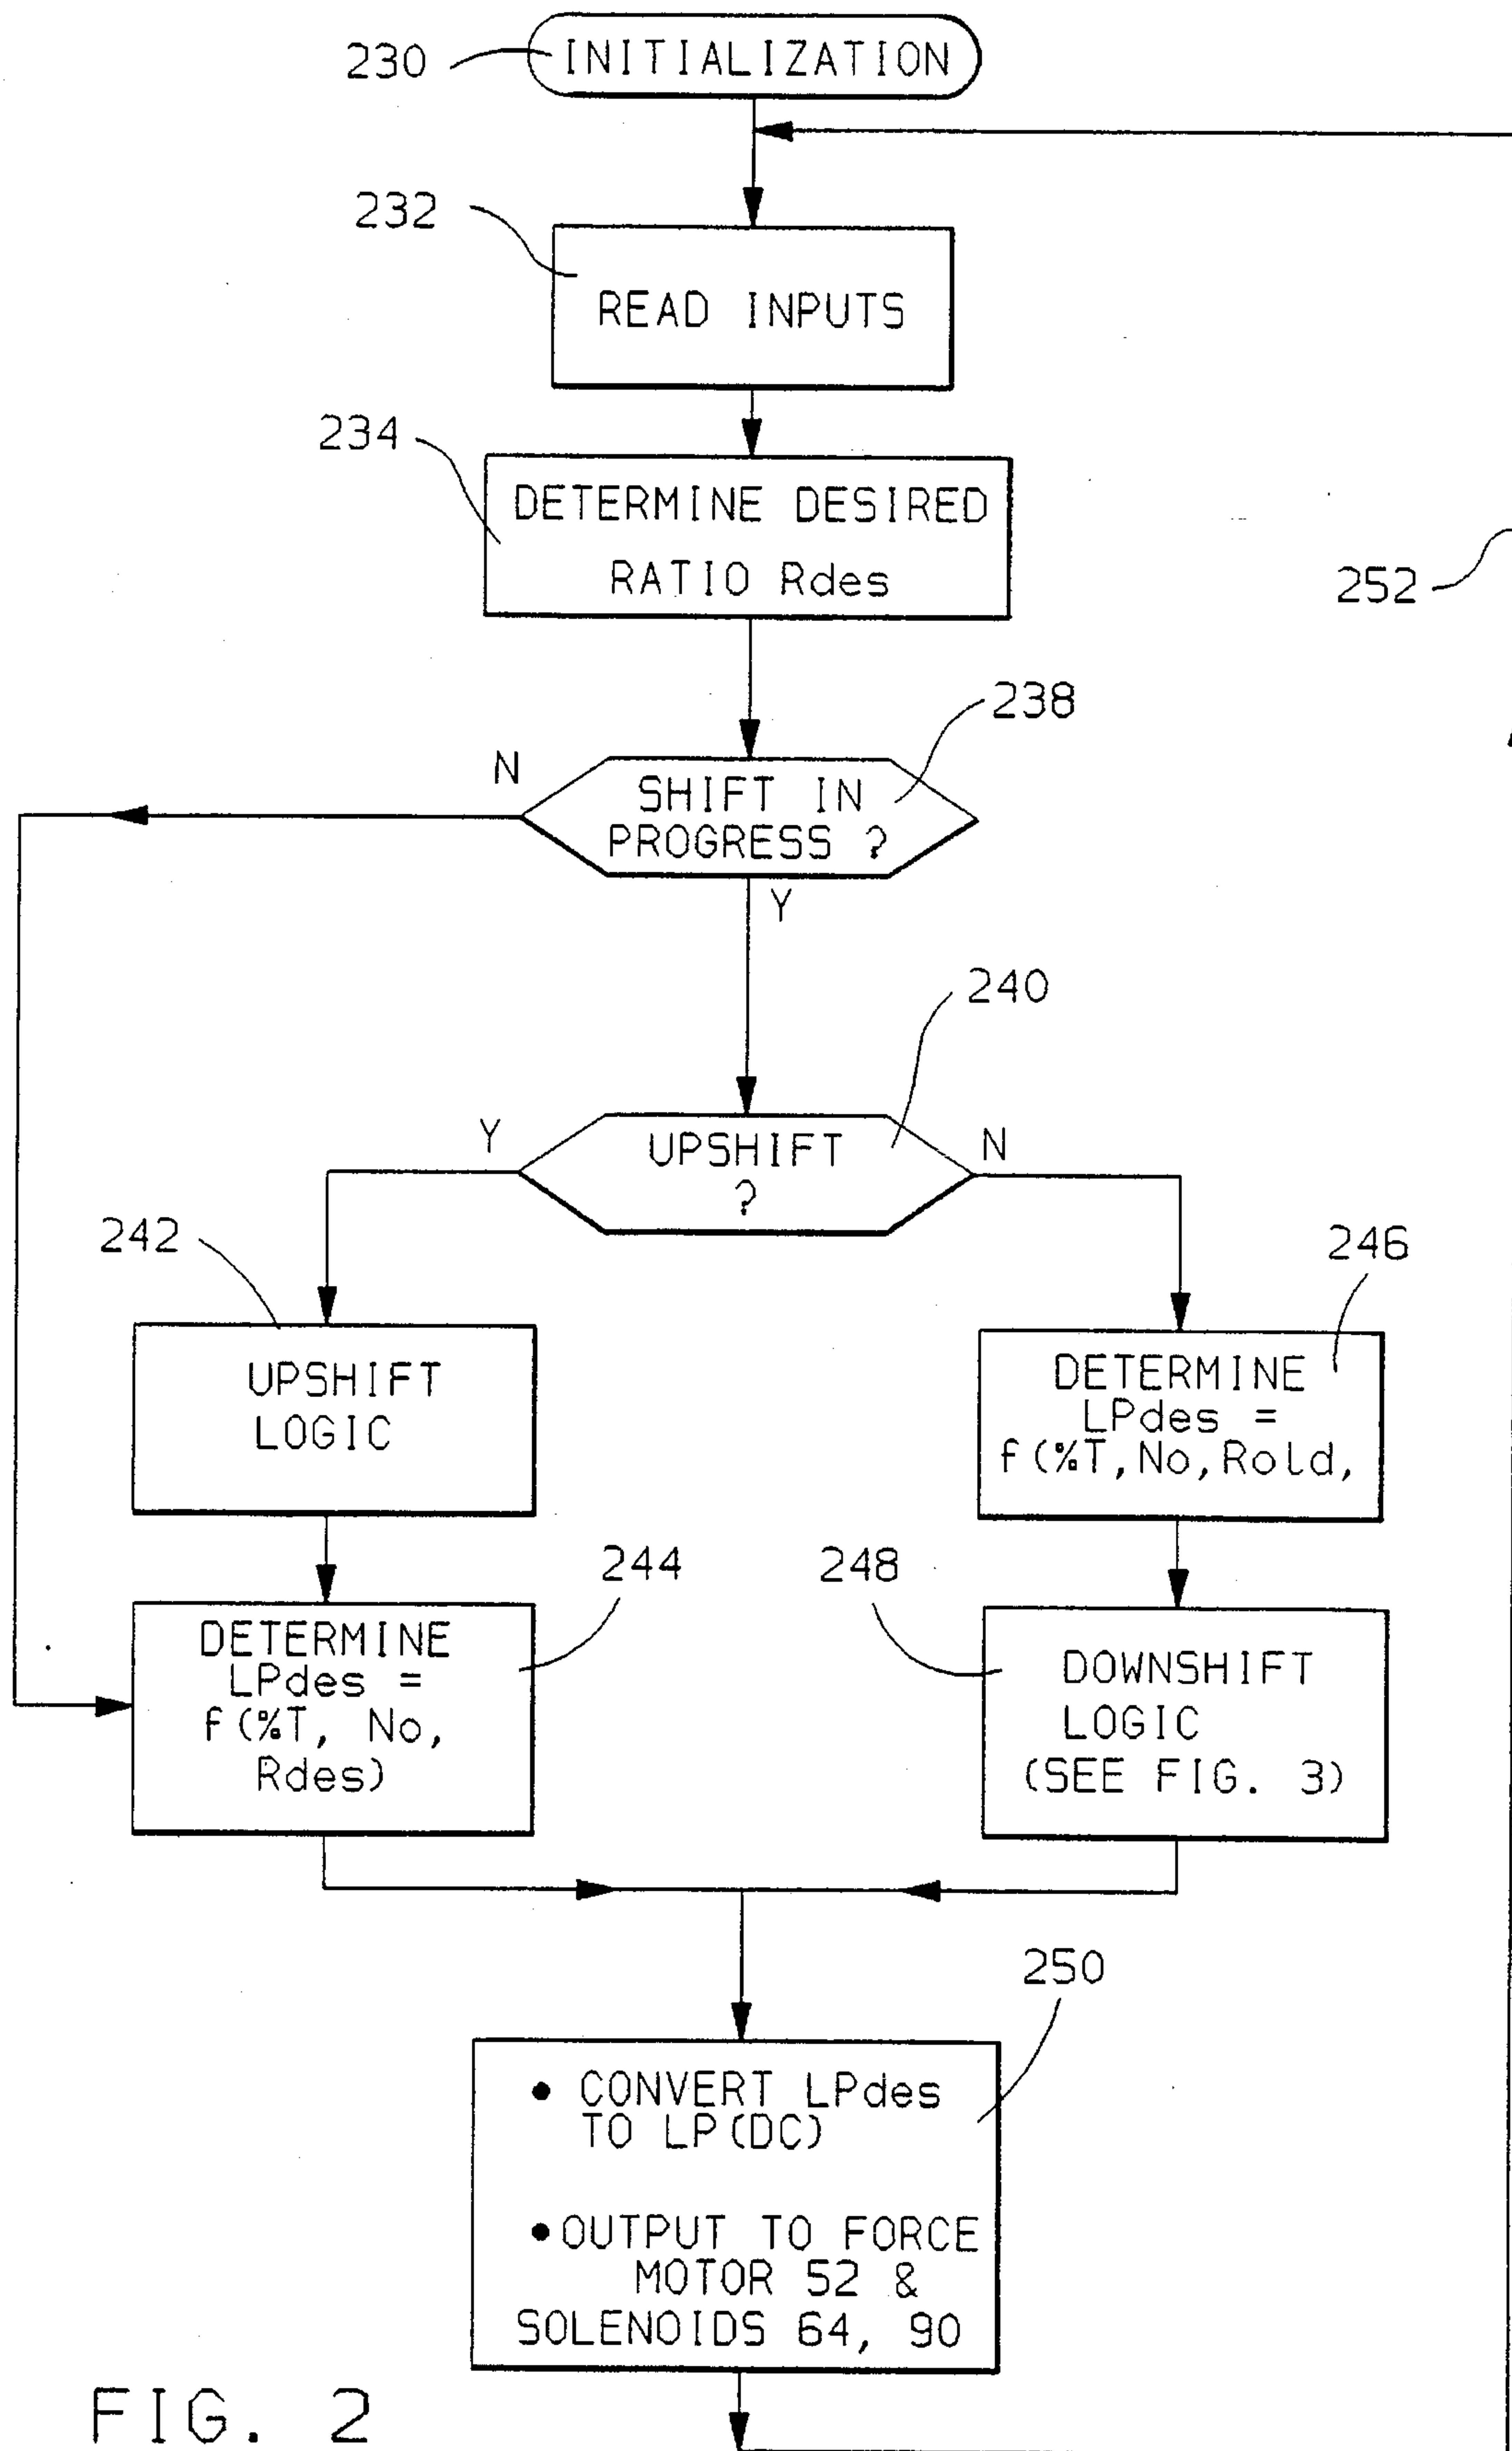 230
INITIALIZATION
232
READ INPUTS
234
DETERMINE DESIRED
RATIO Rdes
252
238
N
SHIFT IN
PROGRESS ?
Y
240
Y
UPSHIFT
?
N
242
246
UPSHIFT
LOGIC
DETERMINE
LPdes =
f(%T,No,Rold,
244
248
DETERMINE
LPdes =
f(%T, No,
Rdes)
DOWNSHIFT
LOGIC
(SEE FIG. 3)
250
• CONVERT LPdes
TO LP(DC)
• OUTPUT TO FORCE
MOTOR 52 &
SOLENOIDS 64, 90
FIG. 2